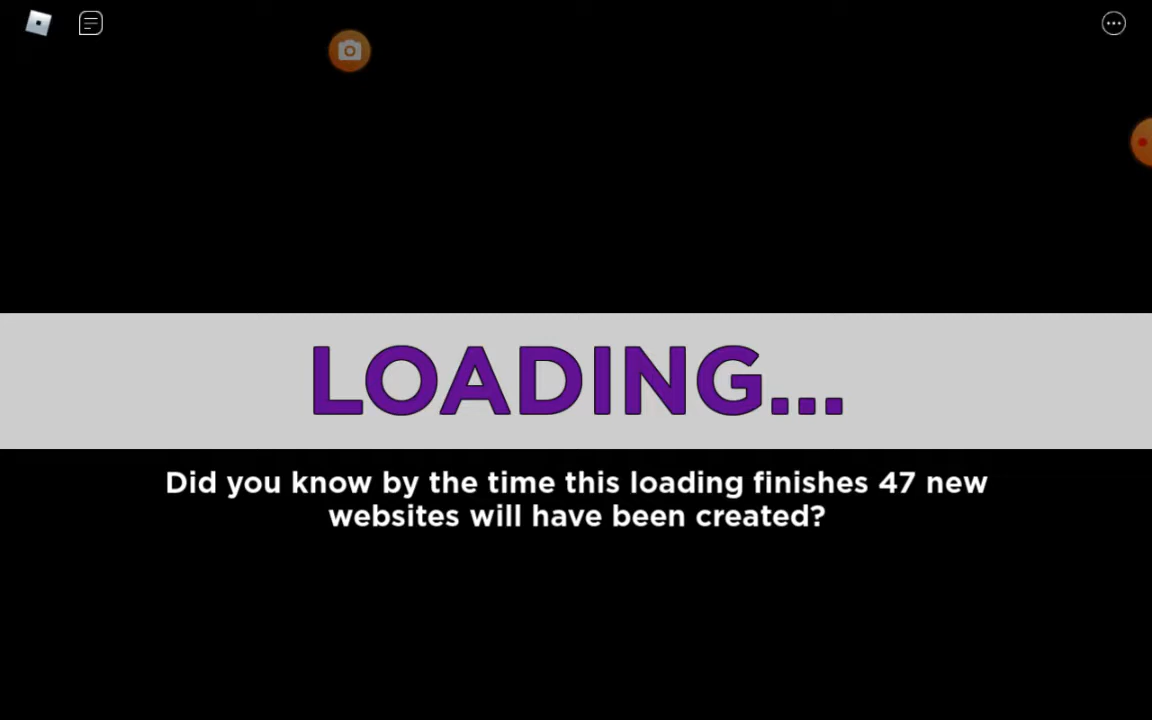 LOADING...
Did you know by the time this loading finishes 47 new
websites will have been created?